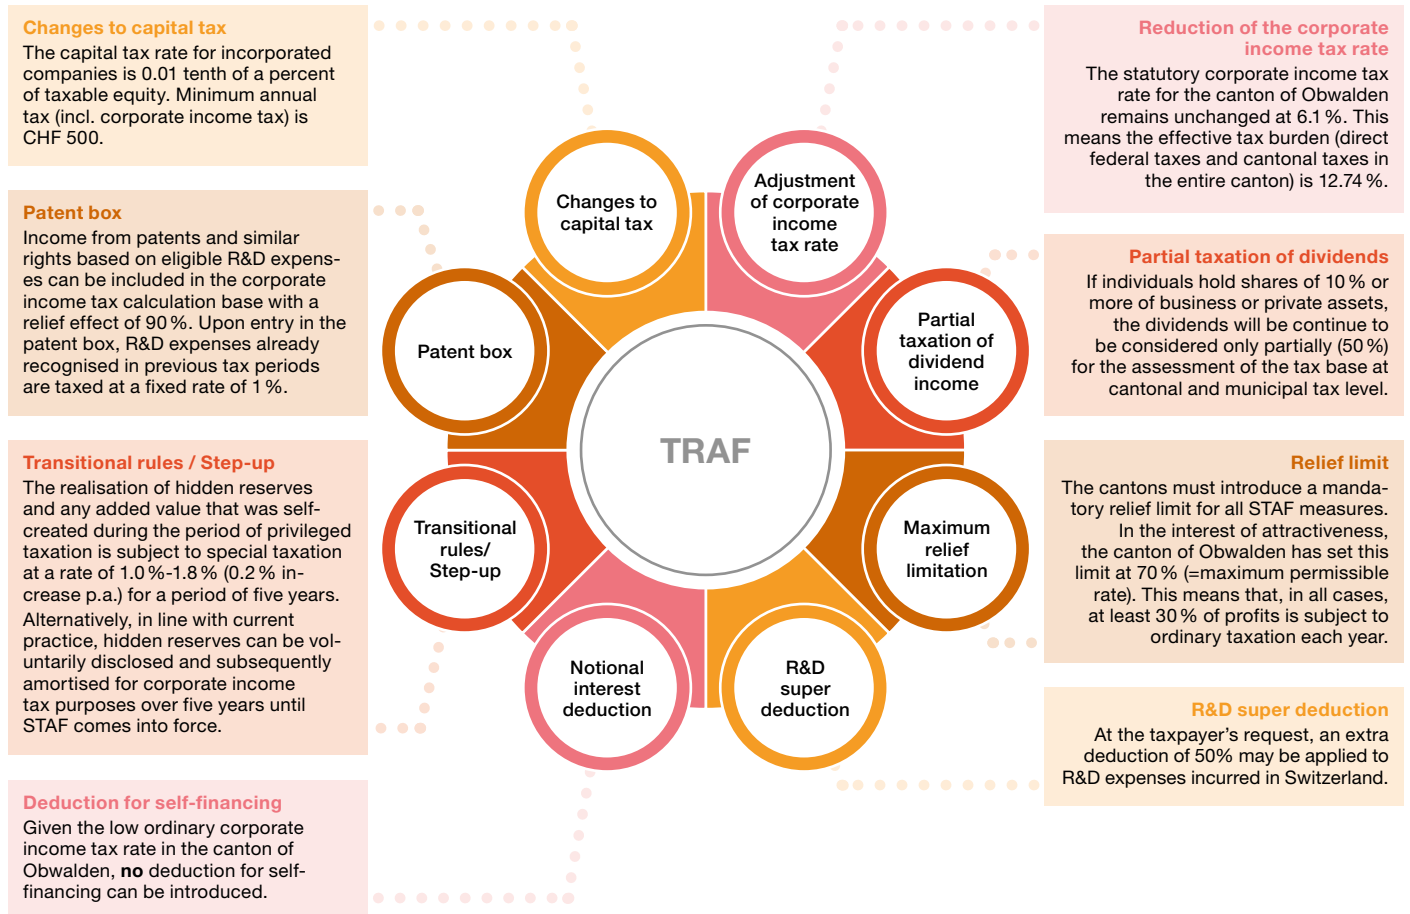 Changes to capital tax
The capital tax rate for incorporated
companies is 0.01 tenth of a percent
of taxable equity. Minimum annual
tax (incl. corporate income tax) is
CHF 500.
Patent box
Income from patents and similar
rights based on eligible R&D expens-
es can be included in the corporate
income tax calculation base with a
relief effect of 90 %. Upon entry in the
patent box, R&D expenses already
recognised in previous tax periods
are taxed at a fixed rate of 1 %.
Transitional rules / Step-up
The realisation of hidden reserves
and any added value that was self-
created during the period of privileged
taxation is subject to special taxation
at a rate of 1.0 %-1.8 % (0.2 % in-
crease p.a.) for a period of five years.
Alternatively, in line with current
practice, hidden reserves can be vol-
untarily disclosed and subsequently
amortised for corporate income
tax purposes over five years until
STAF comes into force.
Deduction for self-financing
Given the low ordinary corporate
income tax rate in the canton of
Obwalden, no deduction for self-
financing can be introduced.
Changes to
capital tax
Adjustment
of corporate
income
tax rate
Patent box
Partial
taxation of
dividend
income
TRAF
Transitional
rules/
Step-up
Maximum
relief
limitation
Notional
interest
deduction
R&D
super
deduction
Reduction of the corporate
income tax rate
The statutory corporate income tax
rate for the canton of Obwalden
remains unchanged at 6.1 %. This
means the effective tax burden (direct
federal taxes and cantonal taxes in
the entire canton) is 12.74 %.
Partial taxation of dividends
If individuals hold shares of 10 % or
more of business or private assets,
the dividends will be continue to
be considered only partially (50 %)
for the assessment of the tax base at
cantonal and municipal tax level.
Relief limit
The cantons must introduce a manda-
tory relief limit for all STAF measures.
In the interest of attractiveness,
the canton of Obwalden has set this
limit at 70 % (=maximum permissible
rate). This means that, in all cases,
at least 30 % of profits is subject to
ordinary taxation each year.
R&D super deduction
At the taxpayer's request, an extra
deduction of 50% may be applied to
R&D expenses incurred in Switzerland.